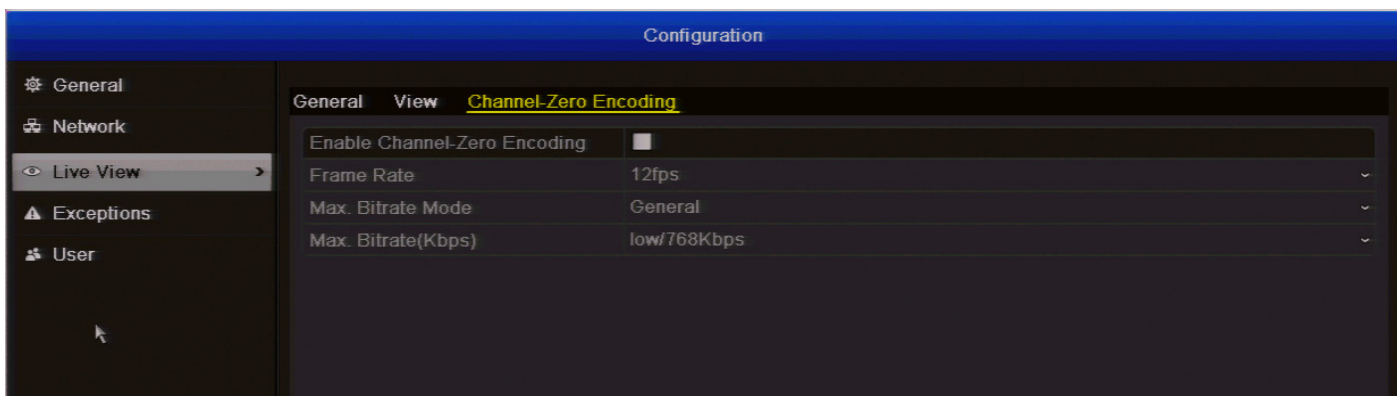 Configuration
General
Network
Live View
Exceptions
User
General View Channel-Zero Encoding
Enable Channel-Zero Encoding
Frame Rate 12fps
Max. Bitrate Mode General
Max. Bitrate(Kbps) low/768Kbps